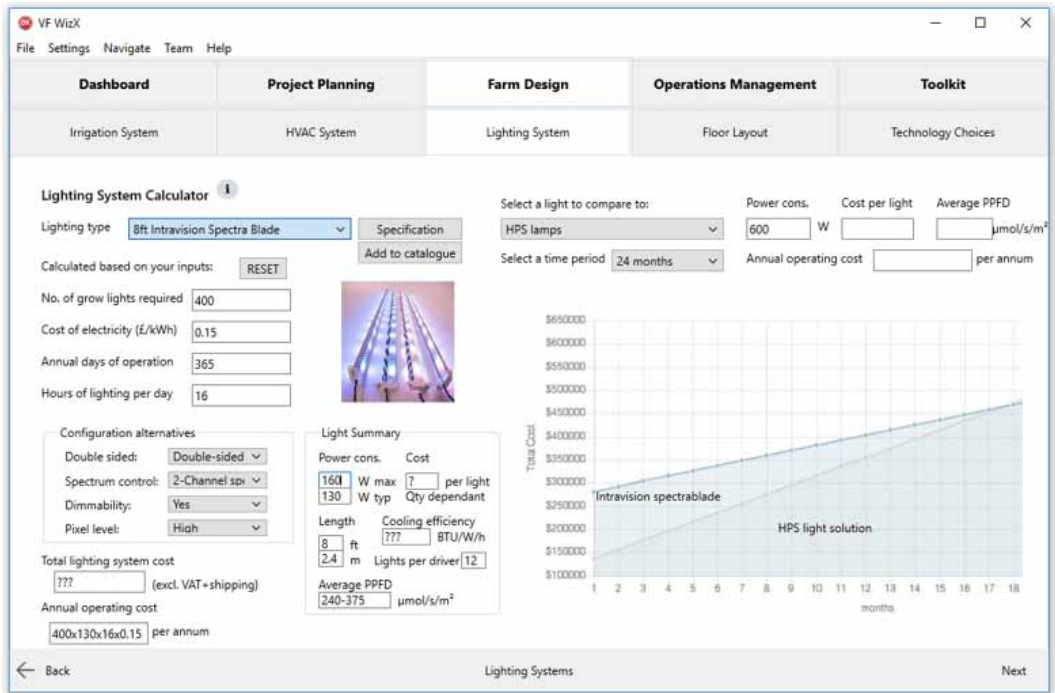 VF WizX
File Settings Navigate Team Help
Dashboard Project Planning Farm Design Operations Management Toolkit
Irrigation System HVAC System Lighting System Floor Layout Technology Choices
Lighting System Calculator i
Lighting type 8ft Intravision Spectra Blade Specification
Add to catalogue
Calculated based on your inputs: RESET
No. of grow lights required 400
Cost of electricity (£/kWh) 0.15
Annual days of operation 365
Hours of lighting per day 16
Configuration alternatives
Double sided: Double-sided
Spectrum control: 2-Channel spe
Dimmability: Yes
Pixel level: High
Total lighting system cost
??? (excl. VAT+shipping)
Annual operating cost
400x130x16x0.15 per annum
Light Summary
Power cons. Cost
160 W max ? per light
130 W typ Qty dependant
Length Cooling efficiency
8 ft ??? BTU/W/h
2.4 m Lights per driver 12
Average PPFD
240-375 μmol/s/m²
Select a light to compare to: Power cons. Cost per light Average PPFD
HPS lamps 600 W μmol/s/m²
Select a time period 24 months Annual operating cost per annum
$650000
$600000
$550000
$500000
$450000
$400000
$350000
$300000
$250000
$200000
$150000
$100000
Total Cost
Intravision spectrablade
HPS light solution
1 2 3 4 5 6 7 8 9 10 11 12 13 14 15 16 17 18
months
← Back Lighting Systems Next